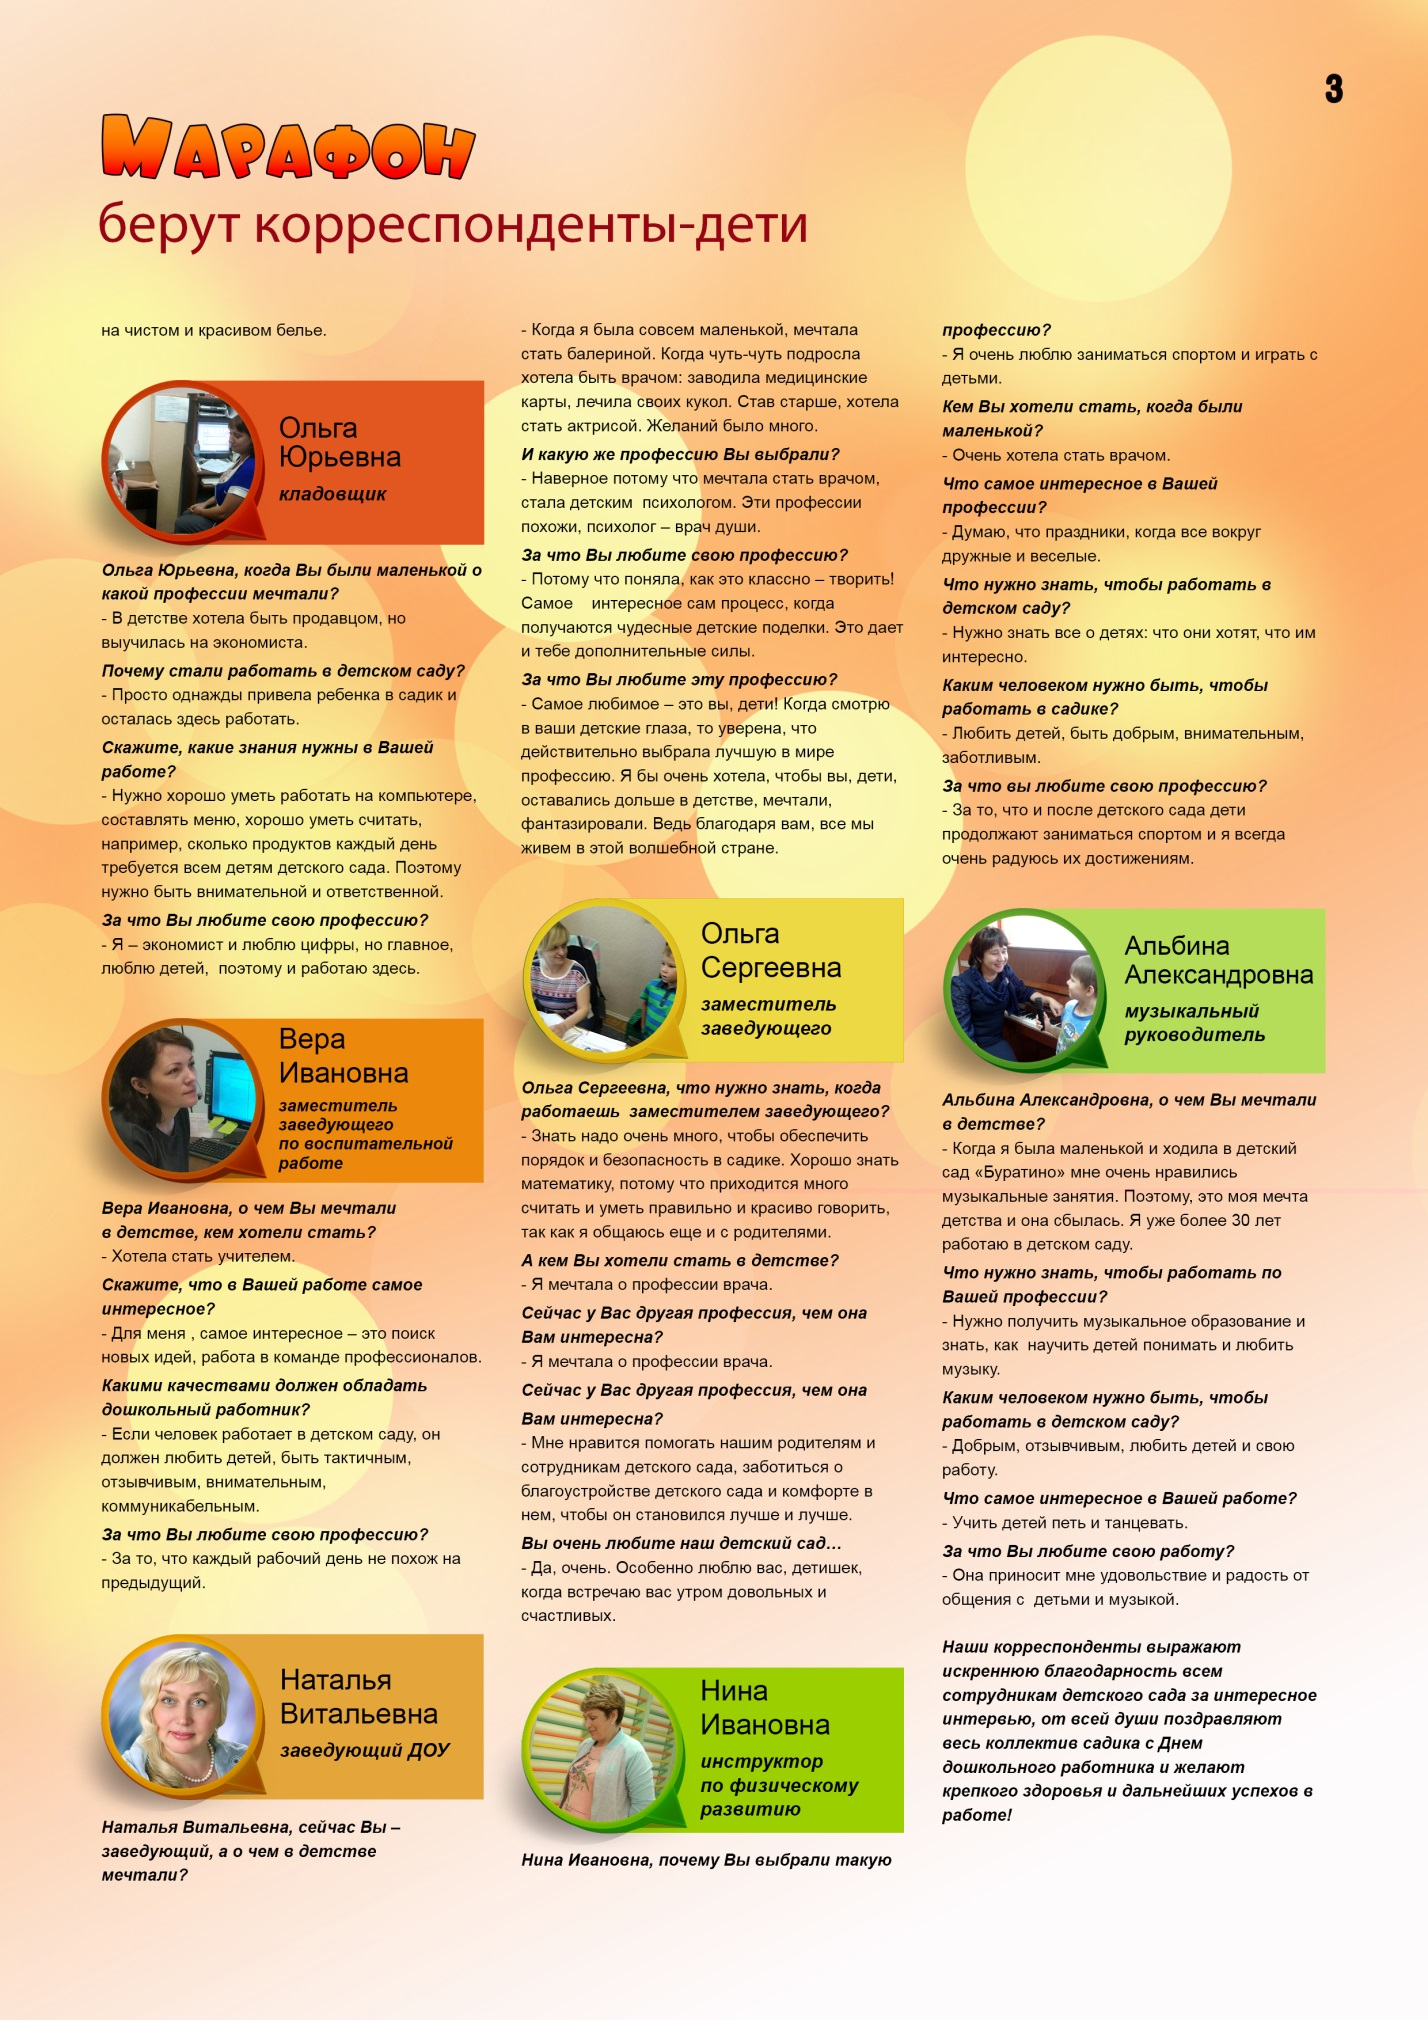 3
Марафон
берут корреспонденты-дети
на чистом и красивом белье.
Ольга
Юрьевна
кладовщик
Ольга Юрьевна, когда Вы были маленькой о
какой профессии мечтали?
- В детстве хотела быть продавцом, но
выучилась на экономиста.
Почему стали работать в детском саду?
- Просто однажды привела ребенка в садик и
осталась здесь работать.
Скажите, какие знания нужны в Вашей
работе?
- Нужно хорошо уметь работать на компьютере,
составлять меню, хорошо уметь считать,
например, сколько продуктов каждый день
требуется всем детям детского сада. Поэтому
нужно быть внимательной и ответственной.
За что Вы любите свою профессию?
- Я – экономист и люблю цифры, но главное,
люблю детей,  поэтому и работаю здесь.
Вера
Ивановна
заместитель
заведующего
по воспитательной
работе
Вера Ивановна, о чем Вы мечтали
в детстве, кем хотели стать?
- Хотела стать учителем.
Скажите, что в Вашей работе самое
интересное?
- Для меня , самое интересное – это поиск
новых идей, работа в команде профессионалов.
Какими качествами должен обладать
дошкольный работник?
- Если человек работает в детском саду, он
должен любить детей, быть тактичным,
отзывчивым, внимательным,
коммуникабельным.
За что Вы любите свою профессию?
- За то, что каждый рабочий день не похож на
предыдущий.
Наталья
Витальевна
заведующий ДОУ
Наталья Витальевна, сейчас Вы –
заведующий, а о чем в детстве
мечтали?
- Когда я была совсем маленькой, мечтала
стать балериной. Когда чуть-чуть подросла
хотела быть врачом: заводила медицинские
карты, лечила своих кукол. Став старше, хотела
стать актрисой. Желаний было много.
И какую же профессию Вы выбрали?
- Наверное потому что мечтала стать врачом,
стала детским  психологом. Эти профессии
похожи, психолог – врач души.
За что Вы любите свою профессию?
- Потому что поняла, как это классно – творить!
Самое    интересное сам процесс, когда
получаются чудесные детские поделки. Это дает
и тебе дополнительные силы.
За что Вы любите эту профессию?
- Самое любимое – это вы, дети! Когда смотрю
в ваши детские глаза, то уверена, что
действительно выбрала лучшую в мире
профессию. Я бы очень хотела, чтобы вы, дети,
оставались дольше в детстве, мечтали,
фантазировали. Ведь благодаря вам, все мы
живем в этой волшебной стране.
Ольга
Сергеевна
заместитель
заведующего
Ольга Сергеевна, что нужно знать, когда
работаешь  заместителем заведующего?
- Знать надо очень много, чтобы обеспечить
порядок и безопасность в садике. Хорошо знать
математику, потому что приходится много
считать и уметь правильно и красиво говорить,
так как я общаюсь еще и с родителями.
А кем Вы хотели стать в детстве?
- Я мечтала о профессии врача.
Сейчас у Вас другая профессия, чем она
Вам интересна?
- Я мечтала о профессии врача.
Сейчас у Вас другая профессия, чем она
Вам интересна?
- Мне нравится помогать нашим родителям и
сотрудникам детского сада, заботиться о
благоустройстве детского сада и комфорте в
нем, чтобы он становился лучше и лучше.
Вы очень любите наш детский сад…
- Да, очень. Особенно люблю вас, детишек,
когда встречаю вас утром довольных и
счастливых.
Нина
Ивановна
инструктор
по физическому
развитию
Нина Ивановна, почему Вы выбрали такую
профессию?
- Я очень люблю заниматься спортом и играть с
детьми.
Кем Вы хотели стать, когда были
маленькой?
- Очень хотела стать врачом.
Что самое интересное в Вашей
профессии?
- Думаю, что праздники, когда все вокруг
дружные и веселые.
Что нужно знать, чтобы работать в
детском саду?
- Нужно знать все о детях: что они хотят, что им
интересно.
Каким человеком нужно быть, чтобы
работать в садике?
- Любить детей, быть добрым, внимательным,
заботливым.
За что вы любите свою профессию?
- За то, что и после детского сада дети
продолжают заниматься спортом и я всегда
очень радуюсь их достижениям.
Альбина
Александровна
музыкальный
руководитель
Альбина Александровна, о чем Вы мечтали
в детстве?
- Когда я была маленькой и ходила в детский
сад «Буратино» мне очень нравились
музыкальные занятия. Поэтому, это моя мечта
детства и она сбылась. Я уже более 30 лет
работаю в детском саду.
Что нужно знать, чтобы работать по
Вашей профессии?
- Нужно получить музыкальное образование и
знать, как  научить детей понимать и любить
музыку.
Каким человеком нужно быть, чтобы
работать в детском саду?
- Добрым, отзывчивым, любить детей и свою
работу.
Что самое интересное в Вашей работе?
- Учить детей петь и танцевать.
За что Вы любите свою работу?
- Она приносит мне удовольствие и радость от
общения с  детьми и музыкой.
Наши корреспонденты выражают
искреннюю благодарность всем
сотрудникам детского сада за интересное
интервью, от всей души поздравляют
весь коллектив садика с Днем
дошкольного работника и желают
крепкого здоровья и дальнейших успехов в
работе!